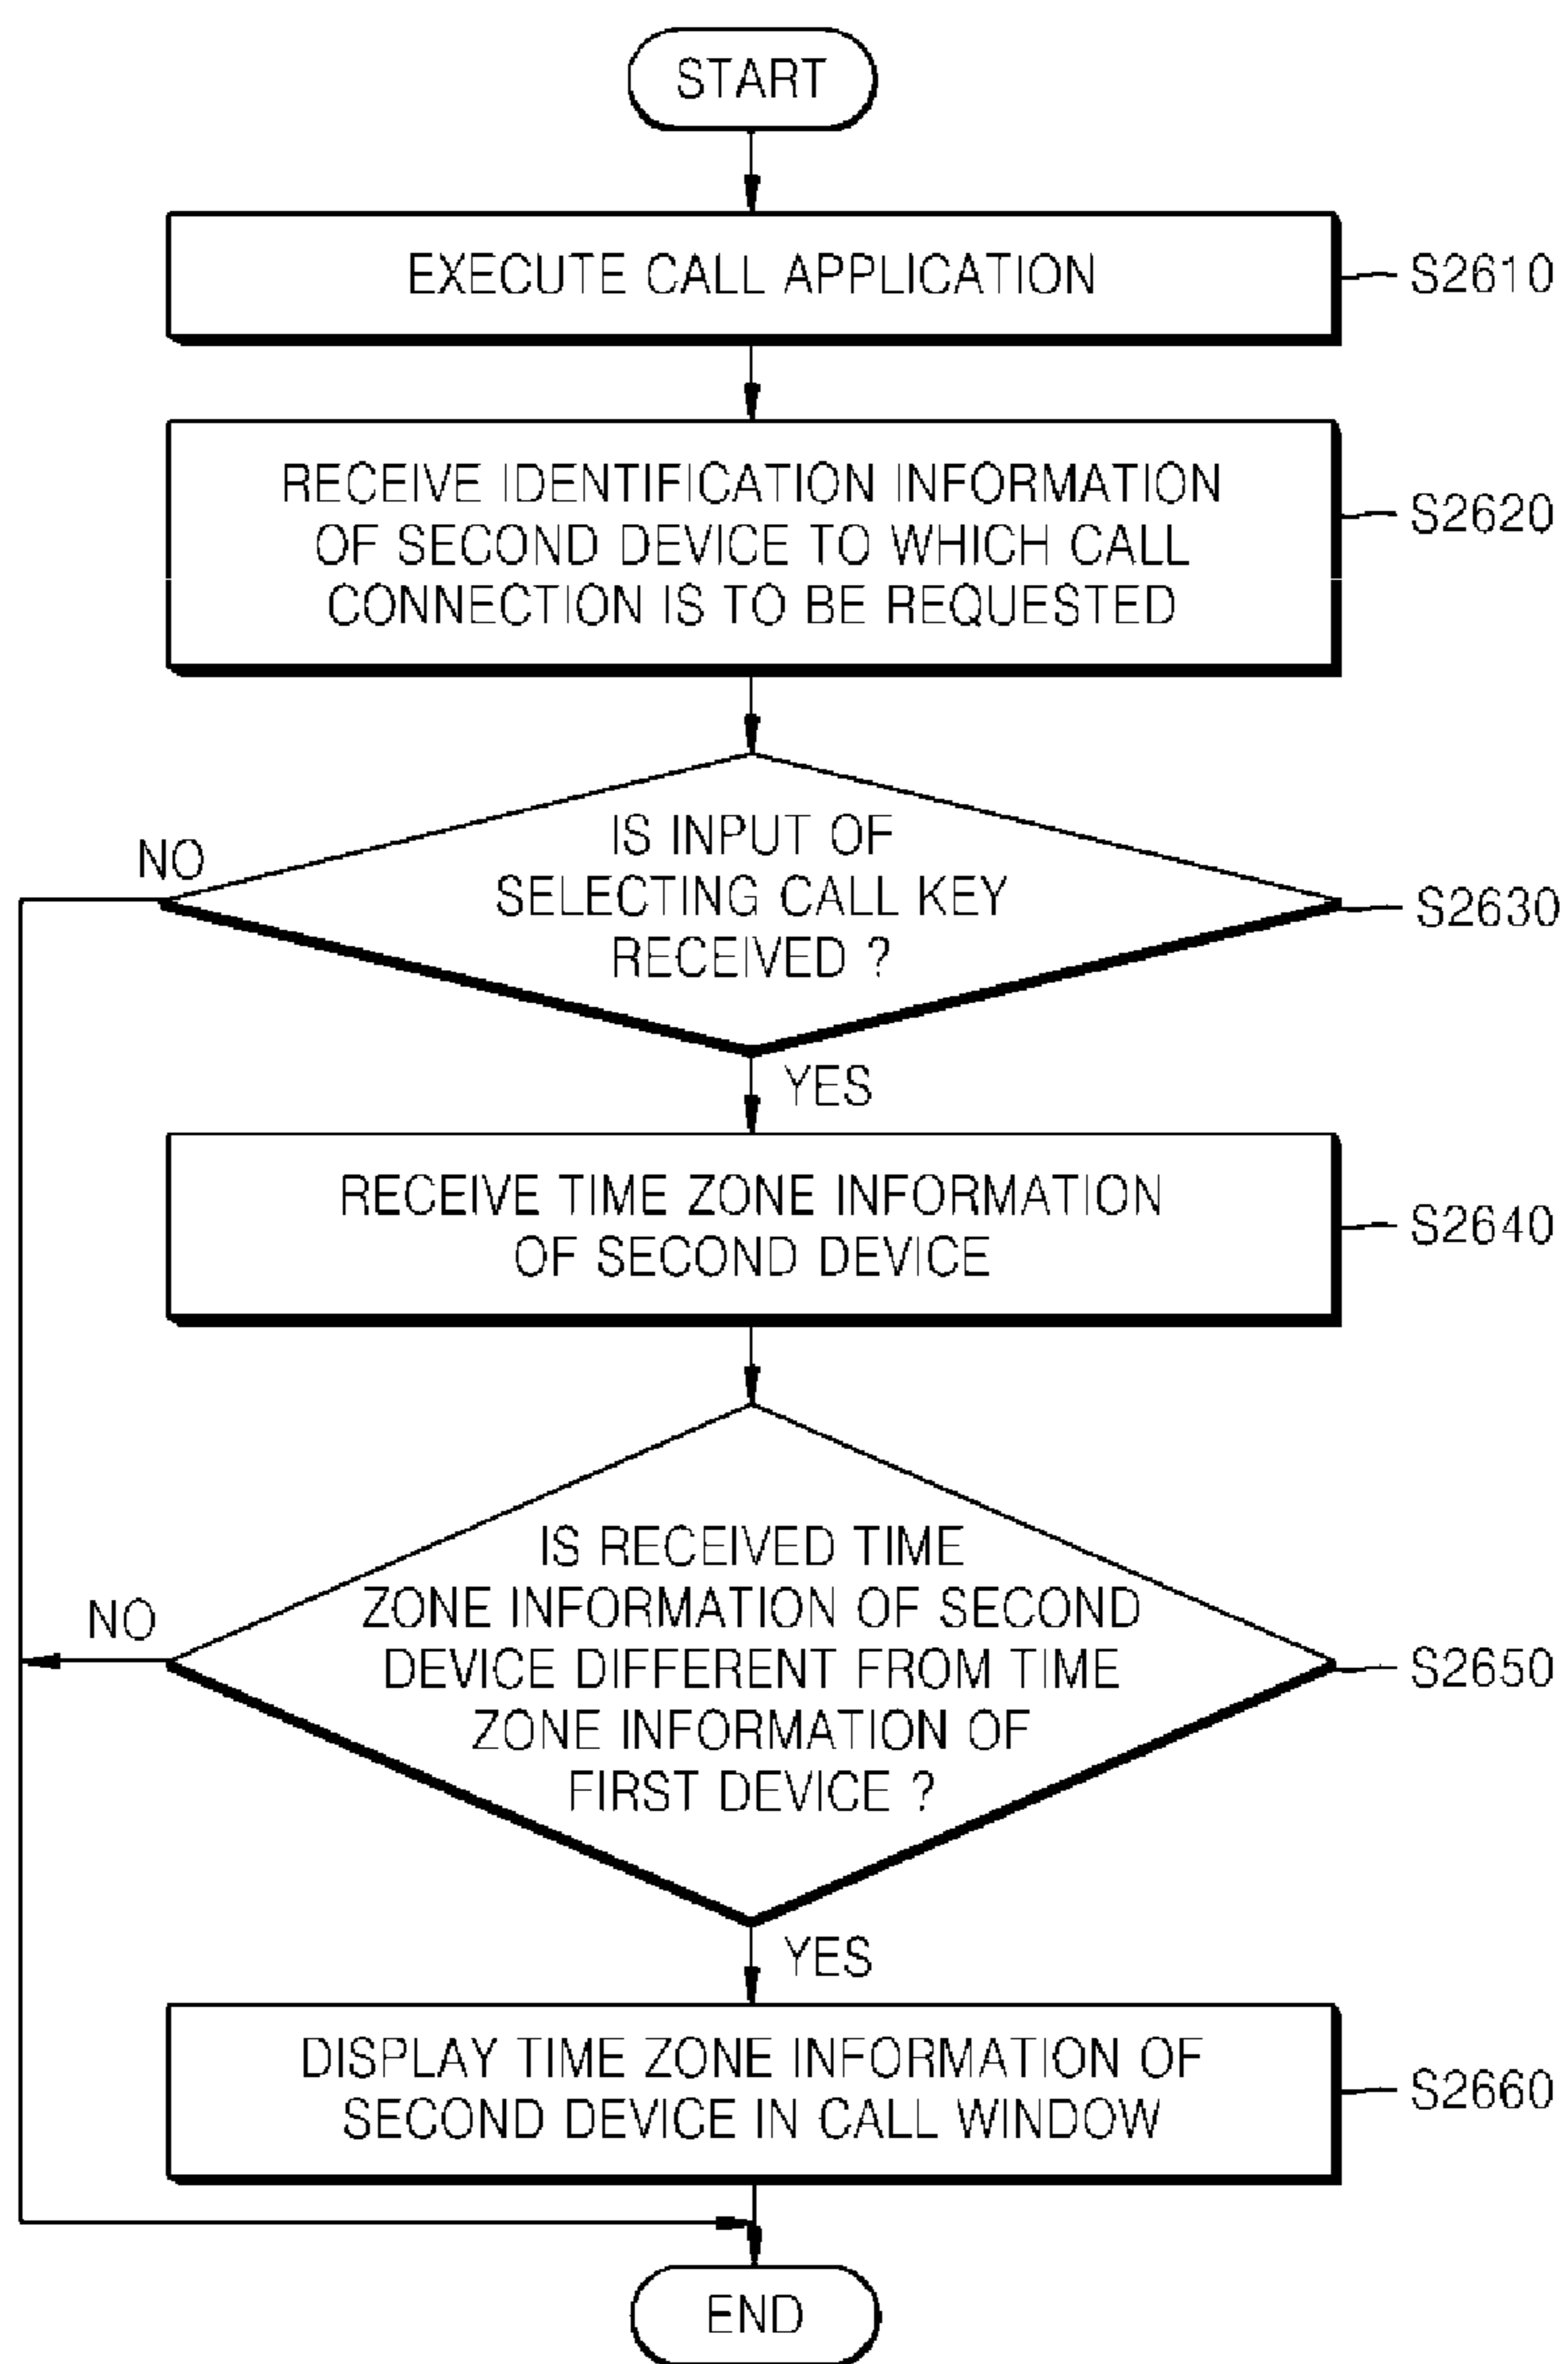 START
EXECUTE CALL APPLICATION
S2610
RECEIVE IDENTIFICATION INFORMATION
OF SECOND DEVICE TO WHICH CALL
CONNECTION IS TO BE REQUESTED
S2620
NO
IS INPUT OF
SELECTING CALL KEY
RECEIVED ?
S2630
YES
RECEIVE TIME ZONE INFORMATION
OF SECOND DEVICE
S2640
NO
IS RECEIVED TIME
ZONE INFORMATION OF SECOND
DEVICE DIFFERENT FROM TIME
ZONE INFORMATION OF
FIRST DEVICE ?
S2650
YES
DISPLAY TIME ZONE INFORMATION OF
SECOND DEVICE IN CALL WINDOW
S2660
END